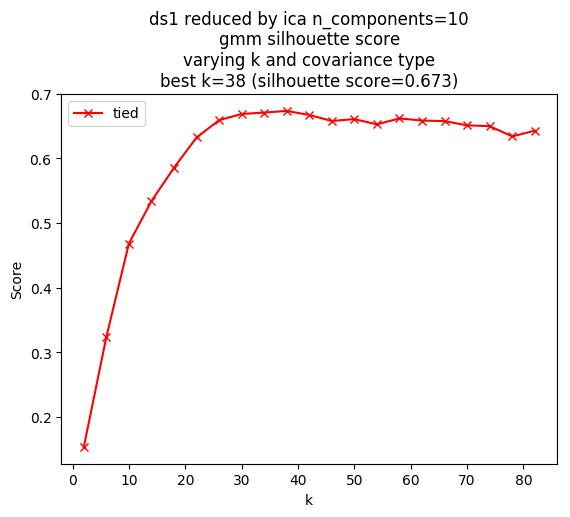 ds1 reduced by ica n_components=10
gmm silhouette score
varying k and covariance type
best k=38 (silhouette score=0.673)
tied
0.7
0.6
0.5
0.4
0.3
0.2
Score
0 10 20 30 40 50 60 70 80
k